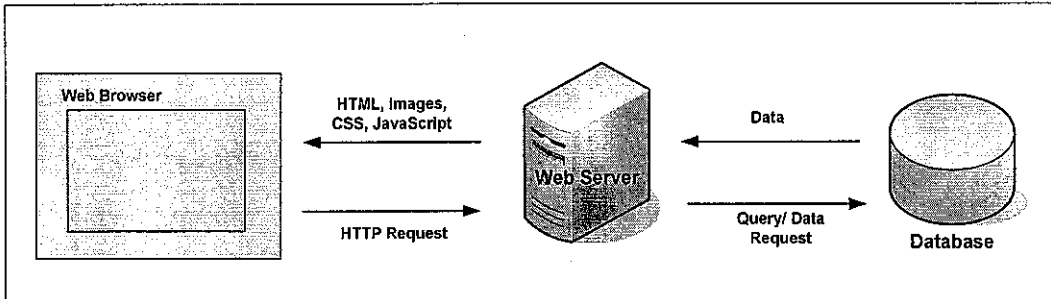 Web Browser
HTML, Images,
CSS, JavaScript
HTTP Request
Web Server
Data
Query/ Data
Request
Database